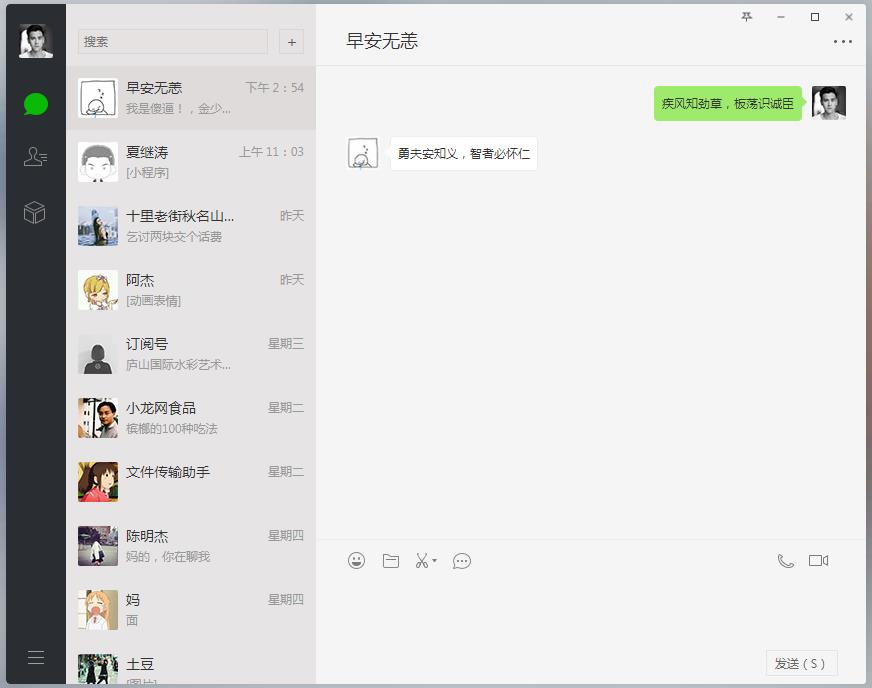 搜索
+
早安无恙
下午 2：54
我是傻逼！，金少...
夏继涛
上午 11：03
[小程序]
十里老街秋名山...
昨天
乞讨两块交个话费
阿杰
昨天
[动画表情]
订阅号
星期三
庐山国际水彩艺术...
小龙网食品
星期二
槟榔的100种吃法
文件传输助手
星期二
陈明杰
星期四
妈的，你在聊我
妈
星期四
面
土豆
[图片]
早安无恙
疾风知劲草，板荡识诚臣
勇夫安知义，智者必怀仁
发送（S）